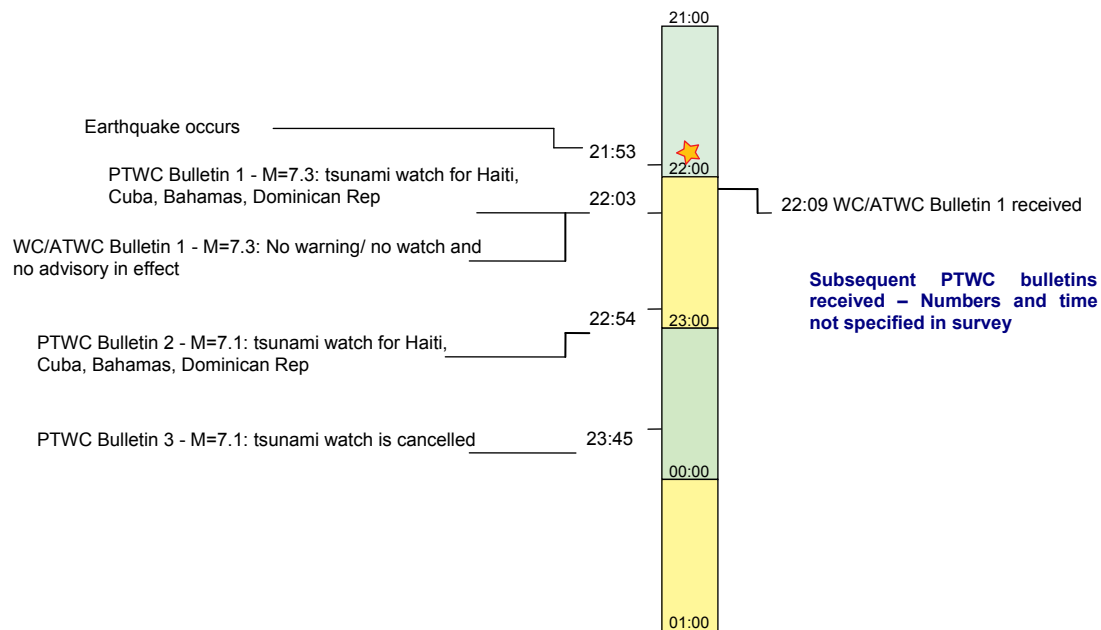 21:00
Earthquake occurs
21:53
PTWC Bulletin 1 - M=7.3: tsunami watch for Haiti,
Cuba, Bahamas, Dominican Rep
22:00
22:03
22:09 WC/ATWC Bulletin 1 received
WC/ATWC Bulletin 1 - M=7.3: No warning/ no watch and
no advisory in effect
Subsequent PTWC bulletins
received – Numbers and time
not specified in survey
22:54
23:00
PTWC Bulletin 2 - M=7.1: tsunami watch for Haiti,
Cuba, Bahamas, Dominican Rep
PTWC Bulletin 3 - M=7.1: tsunami watch is cancelled
23:45
00:00
01:00